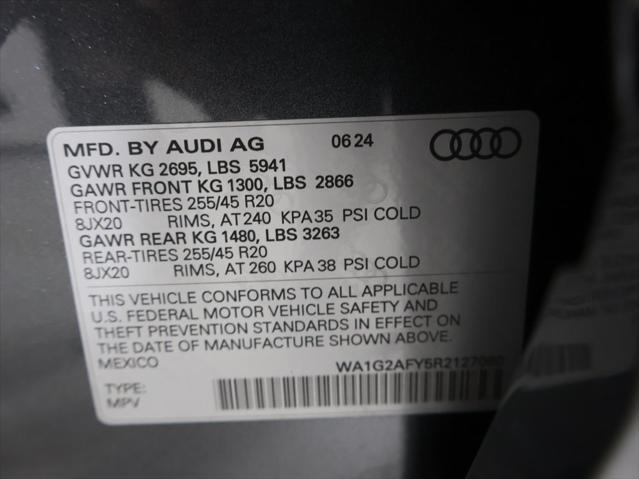 MFD. BY AUDI AG 06 24
GVWR KG 2695, LBS 5941
GAWR FRONT KG 1300, LBS 2866
FRONT-TIRES 255/45 R20
8JX20 RIMS, AT 240 KPA 35 PSI COLD
GAWR REAR KG 1480, LBS 3263
REAR-TIRES 255/45 R20
8JX20 RIMS, AT 260 KPA 38 PSI COLD
THIS VEHICLE CONFORMS TO ALL APPLICABLE
U.S. FEDERAL MOTOR VEHICLE SAFETY AND
THEFT PREVENTION STANDARDS IN EFFECT ON
THE DATE OF MANUFACTURE SHOWN ABOVE.
MEXICO
TYPE:
MPV